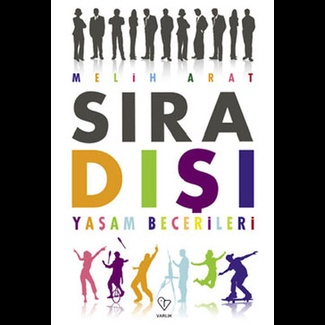 MELİH ARAT
SIRA
DIŞI
YAŞAM BECERİLERİ
VARLIK